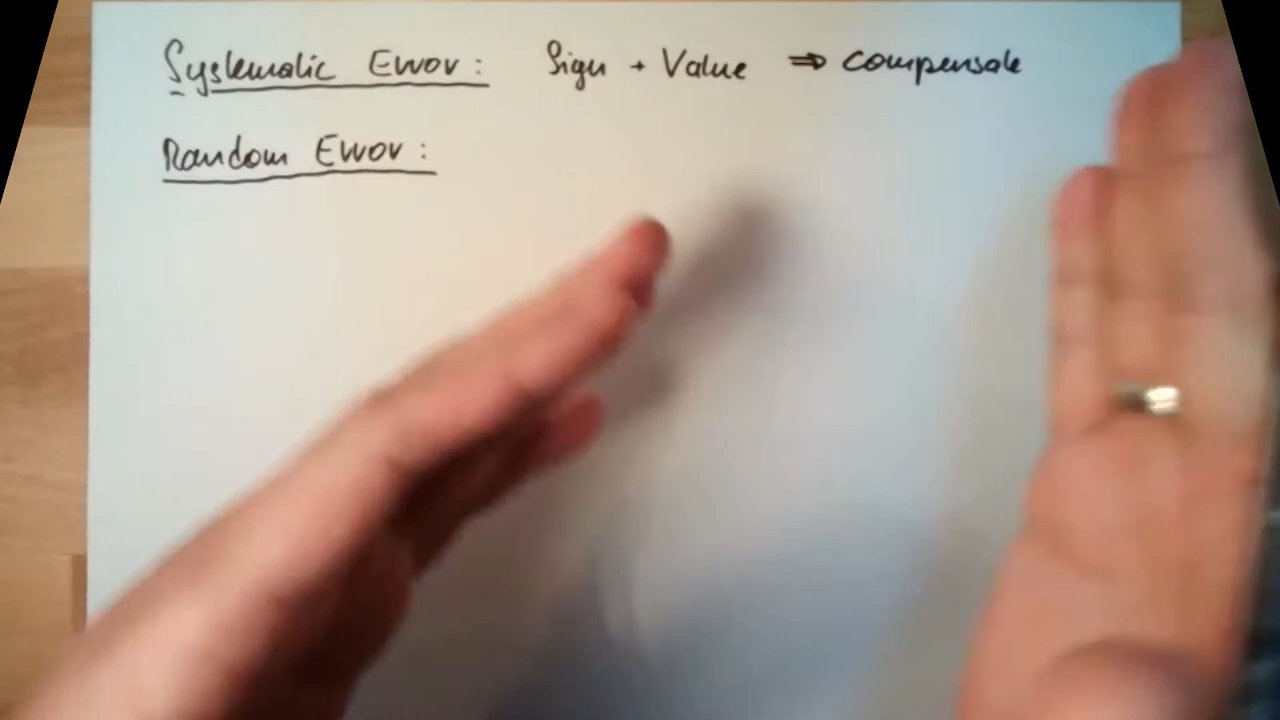 Systematic Error: Sign + Value ⇒ compensate
Random Error: